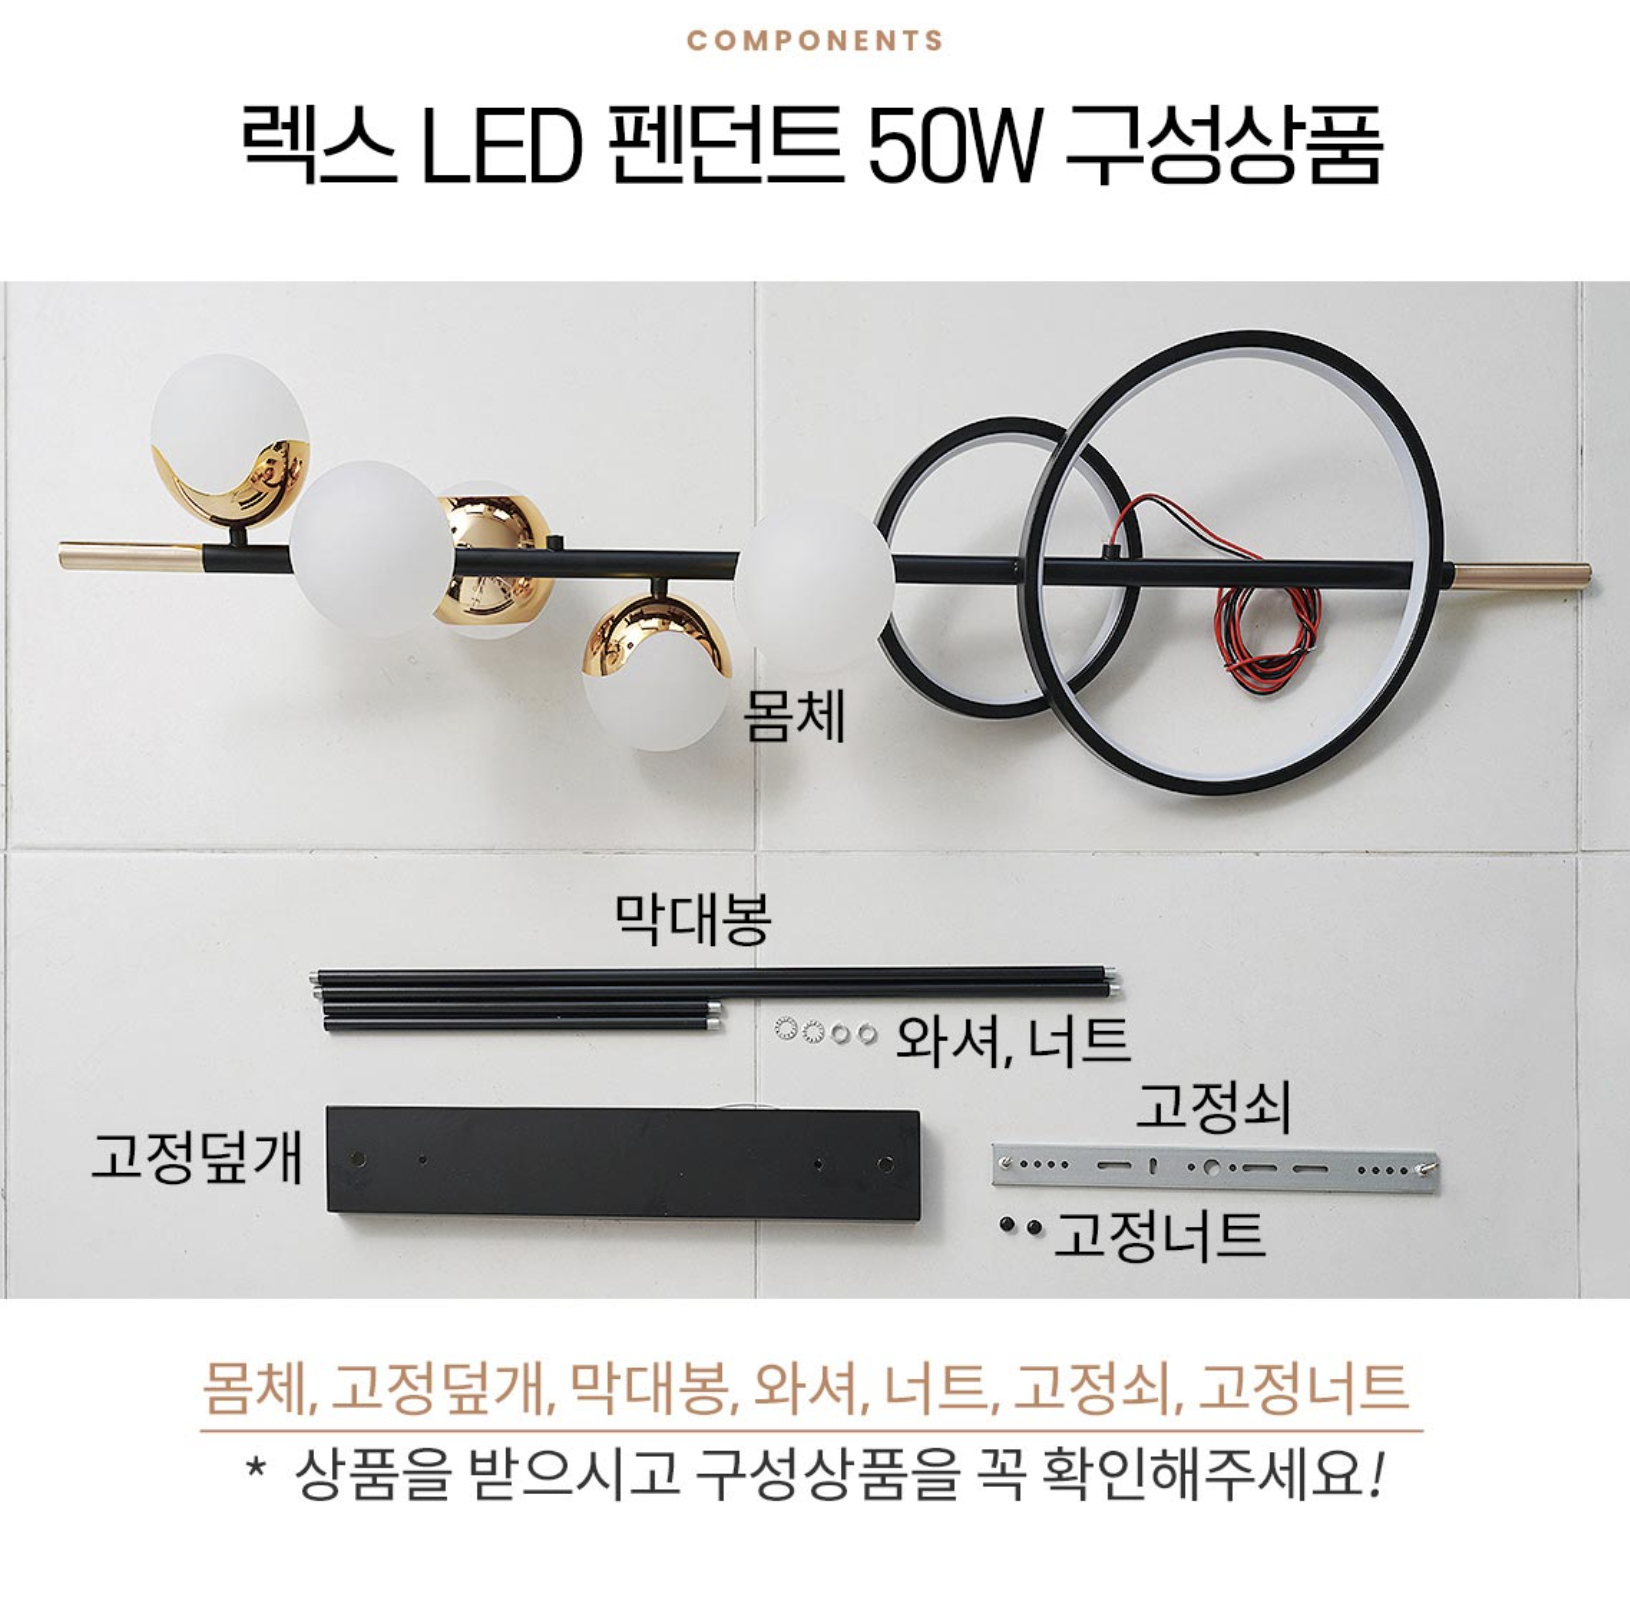 COMPONENTS
렉스 LED 펜던트 50W 구성상품
몸체
막대봉
와셔, 너트
고정쇠
고정덮개
고정너트
몸체, 고정덮개, 막대봉, 와셔, 너트, 고정쇠, 고정너트
* 상품을 받으시고 구성상품을 꼭 확인해주세요!